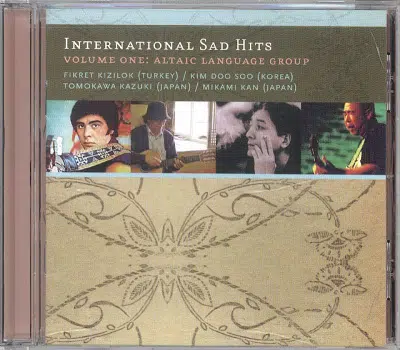 INTERNATIONAL SAD HITS
VOLUME ONE: ALTAIC LANGUAGE GROUP
FIKRET KIZILOK (TURKEY) / KIM DOO SOO (KOREA)
TOMOKAWA KAZUKI (JAPAN) / MIKAMI KAN (JAPAN)